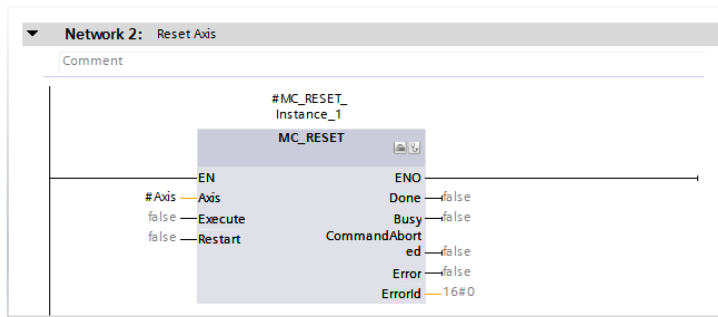 Network 2: Reset Axis
Comment
#MC_RESET_
Instance_1
MC_RESET
EN ENO
#Axis Axis Done false
false Execute Busy false
false Restart CommandAbort
ed false
Error false
ErrorId 16#0